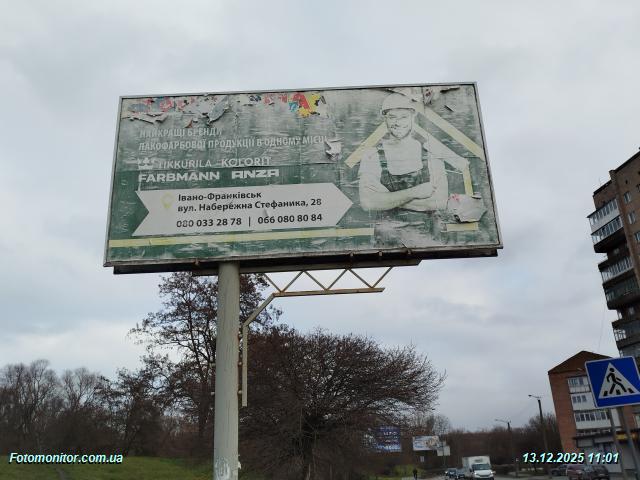 НАЙКРАЩІ БРЕНДИ
ЛАКОФАРБОВОЇ ПРОДУКЦІЇ В ОДНОМУ МІСЦІ
TIKKURILA KOLORIT
FARBMANN ANZA
Івано-Франківськ
вул. Набережна Стефаника, 28
080 033 28 78 | 066 080 80 84
Fotomonitor.com.ua
13.12.2025 11:01